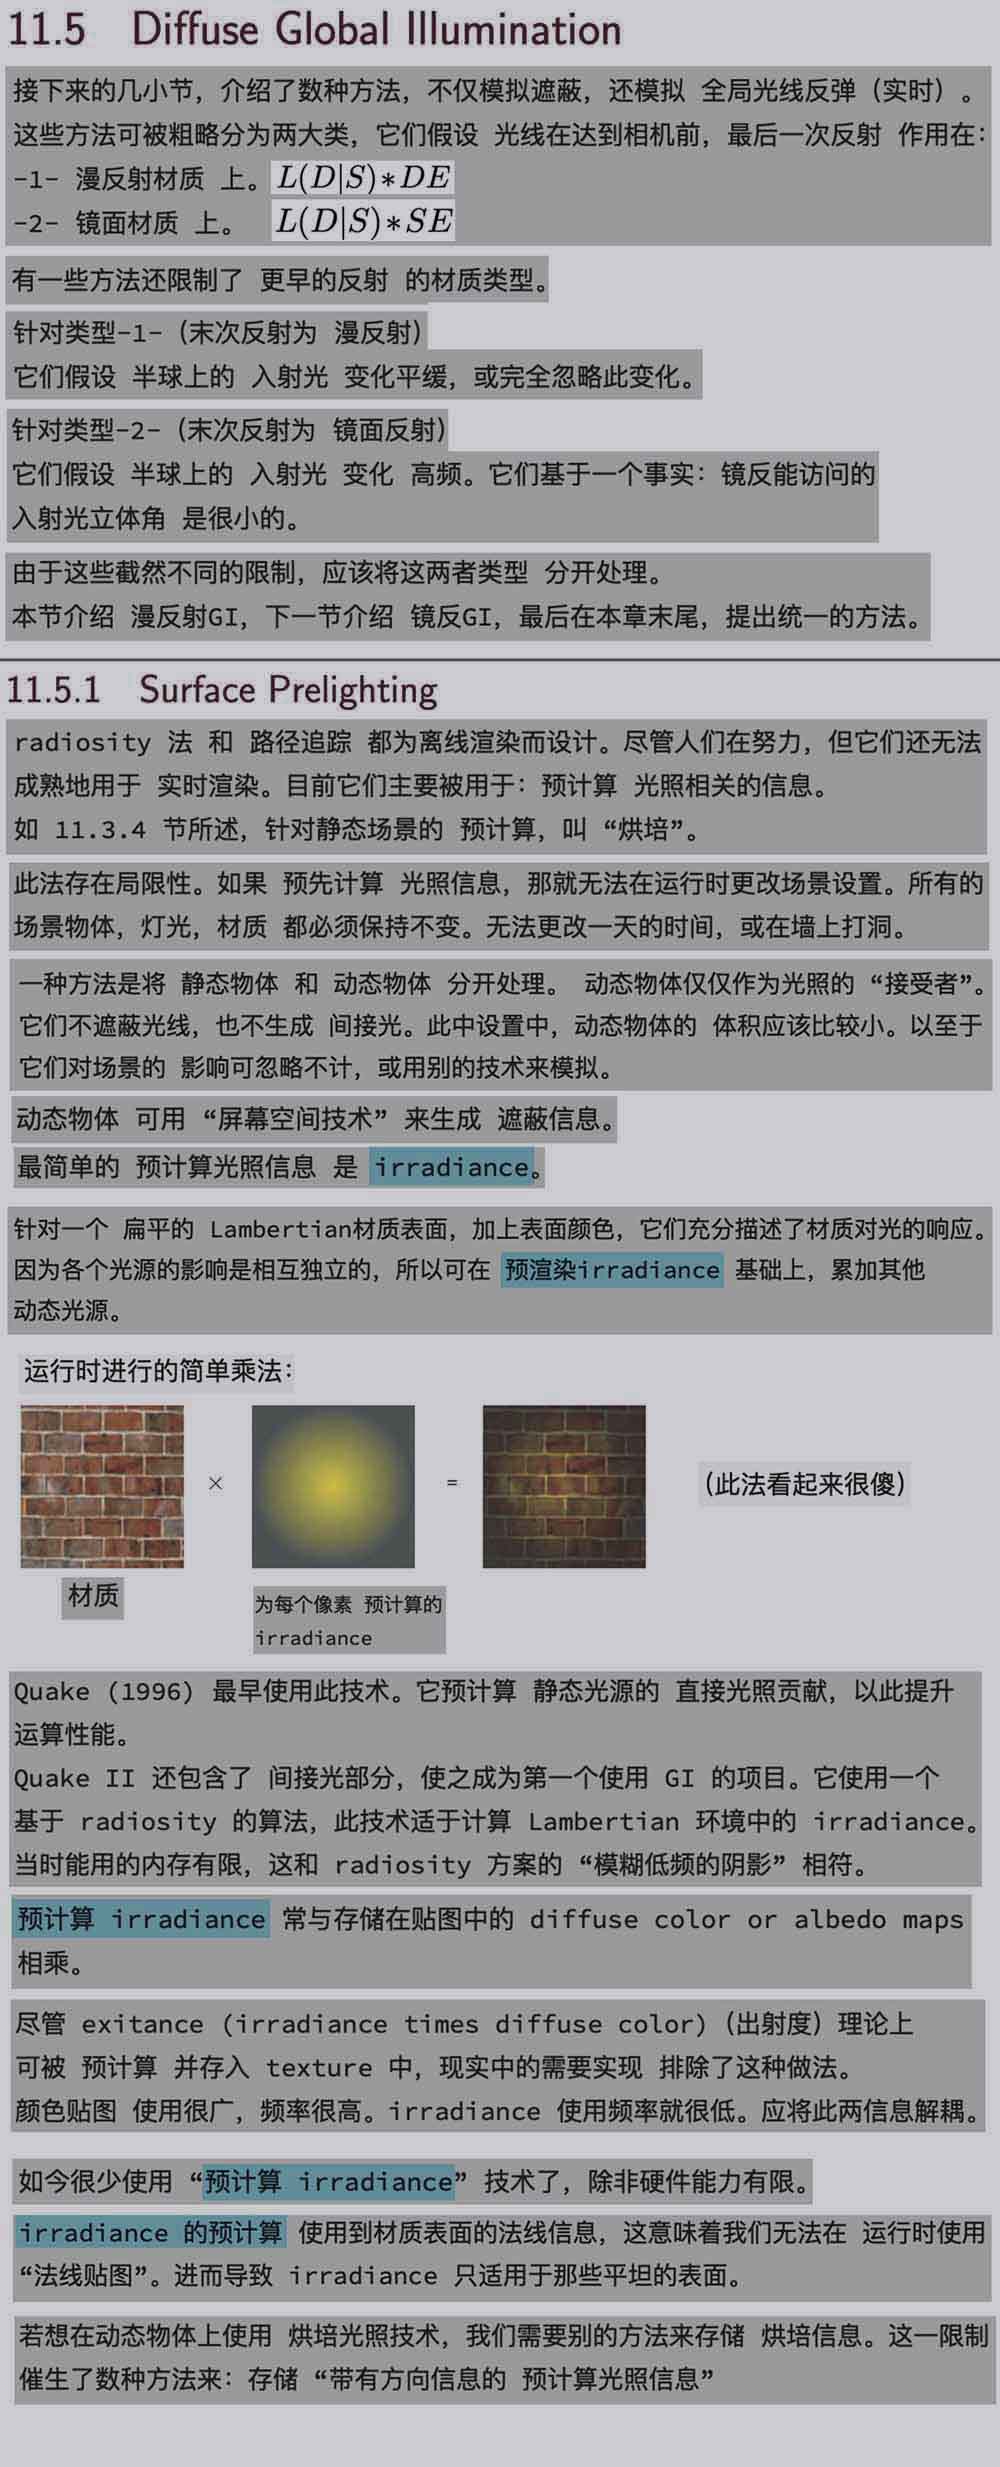 11.5 Diffuse Global Illumination
接下来的几小节，介绍了数种方法，不仅模拟遮蔽，还模拟 全局光线反弹（实时）。
这些方法可被粗略分为两大类，它们假设 光线在达到相机前，最后一次反射 作用在：
-1- 漫反射材质 上。 L(D|S)*DE
-2- 镜面材质 上。 L(D|S)*SE
有一些方法还限制了 更早的反射 的材质类型。
针对类型-1-（末次反射为 漫反射）
它们假设 半球上的 入射光 变化平缓，或完全忽略此变化。
针对类型-2-（末次反射为 镜面反射）
它们假设 半球上的 入射光 变化 高频。它们基于一个事实：镜反能访问的
入射光立体角 是很小的。
由于这些截然不同的限制，应该将这两者类型 分开处理。
本节介绍 漫反射GI，下一节介绍 镜反GI，最后在本章末尾，提出统一的方法。
11.5.1 Surface Prelighting
radiosity 法 和 路径追踪 都为离线渲染而设计。尽管人们在努力，但它们还无法
成熟地用于 实时渲染。目前它们主要被用于：预计算 光照相关的信息。
如 11.3.4 节所述，针对静态场景的 预计算，叫 “烘培”。
此法存在局限性。如果 预先计算 光照信息，那就无法在运行时更改场景设置。所有的
场景物体，灯光，材质 都必须保持不变。无法更改一天的时间，或在墙上打洞。
一种方法是将 静态物体 和 动态物体 分开处理。 动态物体仅仅作为光照的 “接受者”。
它们不遮蔽光线，也不生成 间接光。此中设置中，动态物体的 体积应该比较小。以至于
它们对场景的 影响可忽略不计，或用别的技术来模拟。
动态物体 可用 “屏幕空间技术” 来生成 遮蔽信息。
最简单的 预计算光照信息 是 irradiance。
针对一个 扁平的 Lambertian材质表面，加上表面颜色，它们充分描述了材质对光的响应。
因为各个光源的影响是相互独立的，所以可在 预渲染irradiance 基础上，累加其他
动态光源。
运行时进行的简单乘法：
× = （此法看起来很傻）
材质
为每个像素 预计算的
irradiance
Quake (1996) 最早使用此技术。它预计算 静态光源的 直接光照贡献，以此提升
运算性能。
Quake II 还包含了 间接光部分，使之成为第一个使用 GI 的项目。它使用一个
基于 radiosity 的算法，此技术适于计算 Lambertian 环境中的 irradiance。
当时能用的内存有限，这和 radiosity 方案的 “模糊低频的阴影” 相符。
预计算 irradiance 常与存储在贴图中的 diffuse color or albedo maps
相乘。
尽管 exitance (irradiance times diffuse color)（出射度）理论上
可被 预计算 并存入 texture 中，现实中的需要实现 排除了这种做法。
颜色贴图 使用很广，频率很高。irradiance 使用频率就很低。应将此两信息解耦。
如今很少使用 “预计算 irradiance” 技术了，除非硬件能力有限。
irradiance 的预计算 使用到材质表面的法线信息，这意味着我们无法在 运行时使用
“法线贴图”。进而导致 irradiance 只适用于那些平坦的表面。
若想在动态物体上使用 烘培光照技术，我们需要别的方法来存储 烘培信息。这一限制
催生了数种方法来：存储 “带有方向信息的 预计算光照信息”